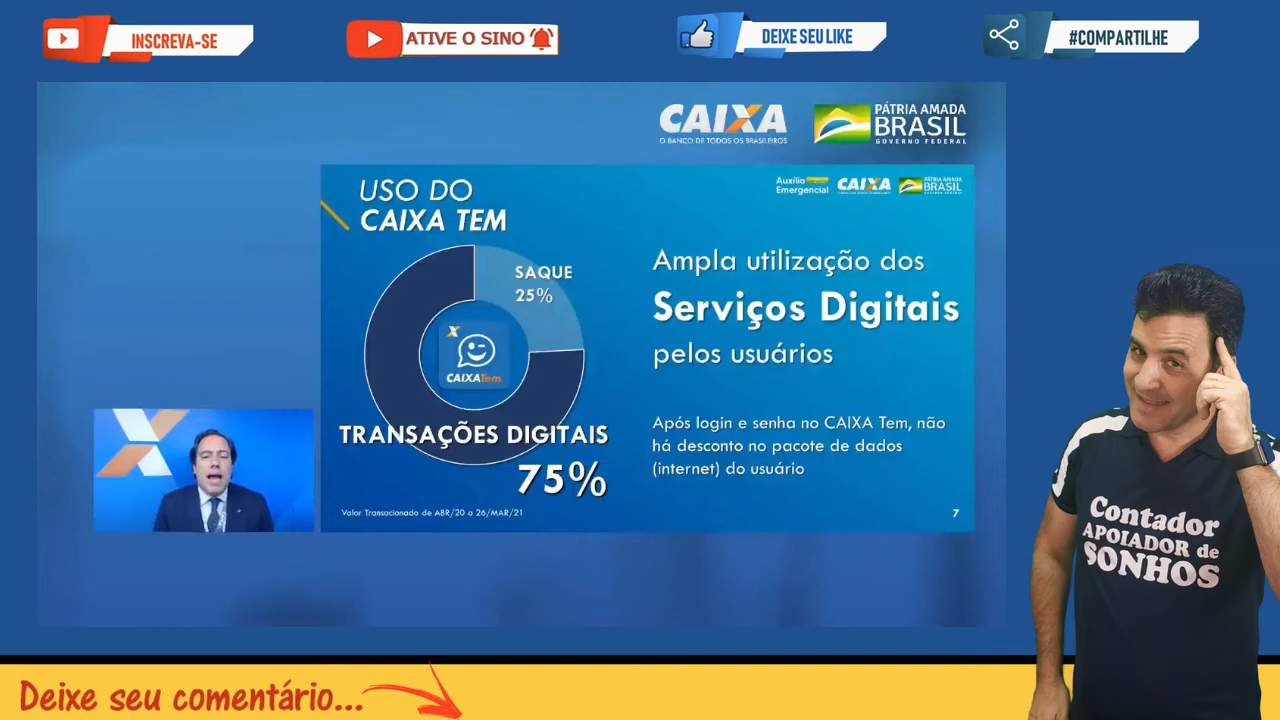 INSCREVA-SE
ATIVE O SINO
DEIXE SEU LIKE
#COMPARTILHE
CAIXA
O BANCO DE TODOS OS BRASILEIROS
PÁTRIA AMADA
BRASIL
GOVERNO FEDERAL
USO DO
CAIXA TEM
Auxílio
Emergencial
CAIXA
PÁTRIA AMADA
BRASIL
SAQUE
25%
CAIXATem
TRANSAÇÕES DIGITAIS
75%
Valor Transacionado de ABR/20 a 26/MAR/21
Ampla utilização dos
Serviços Digitais
pelos usuários
Após login e senha no CAIXA Tem, não
há desconto no pacote de dados
(internet) do usuário
7
Contador
APOIADOR de
SONHOS
Deixe seu comentário...